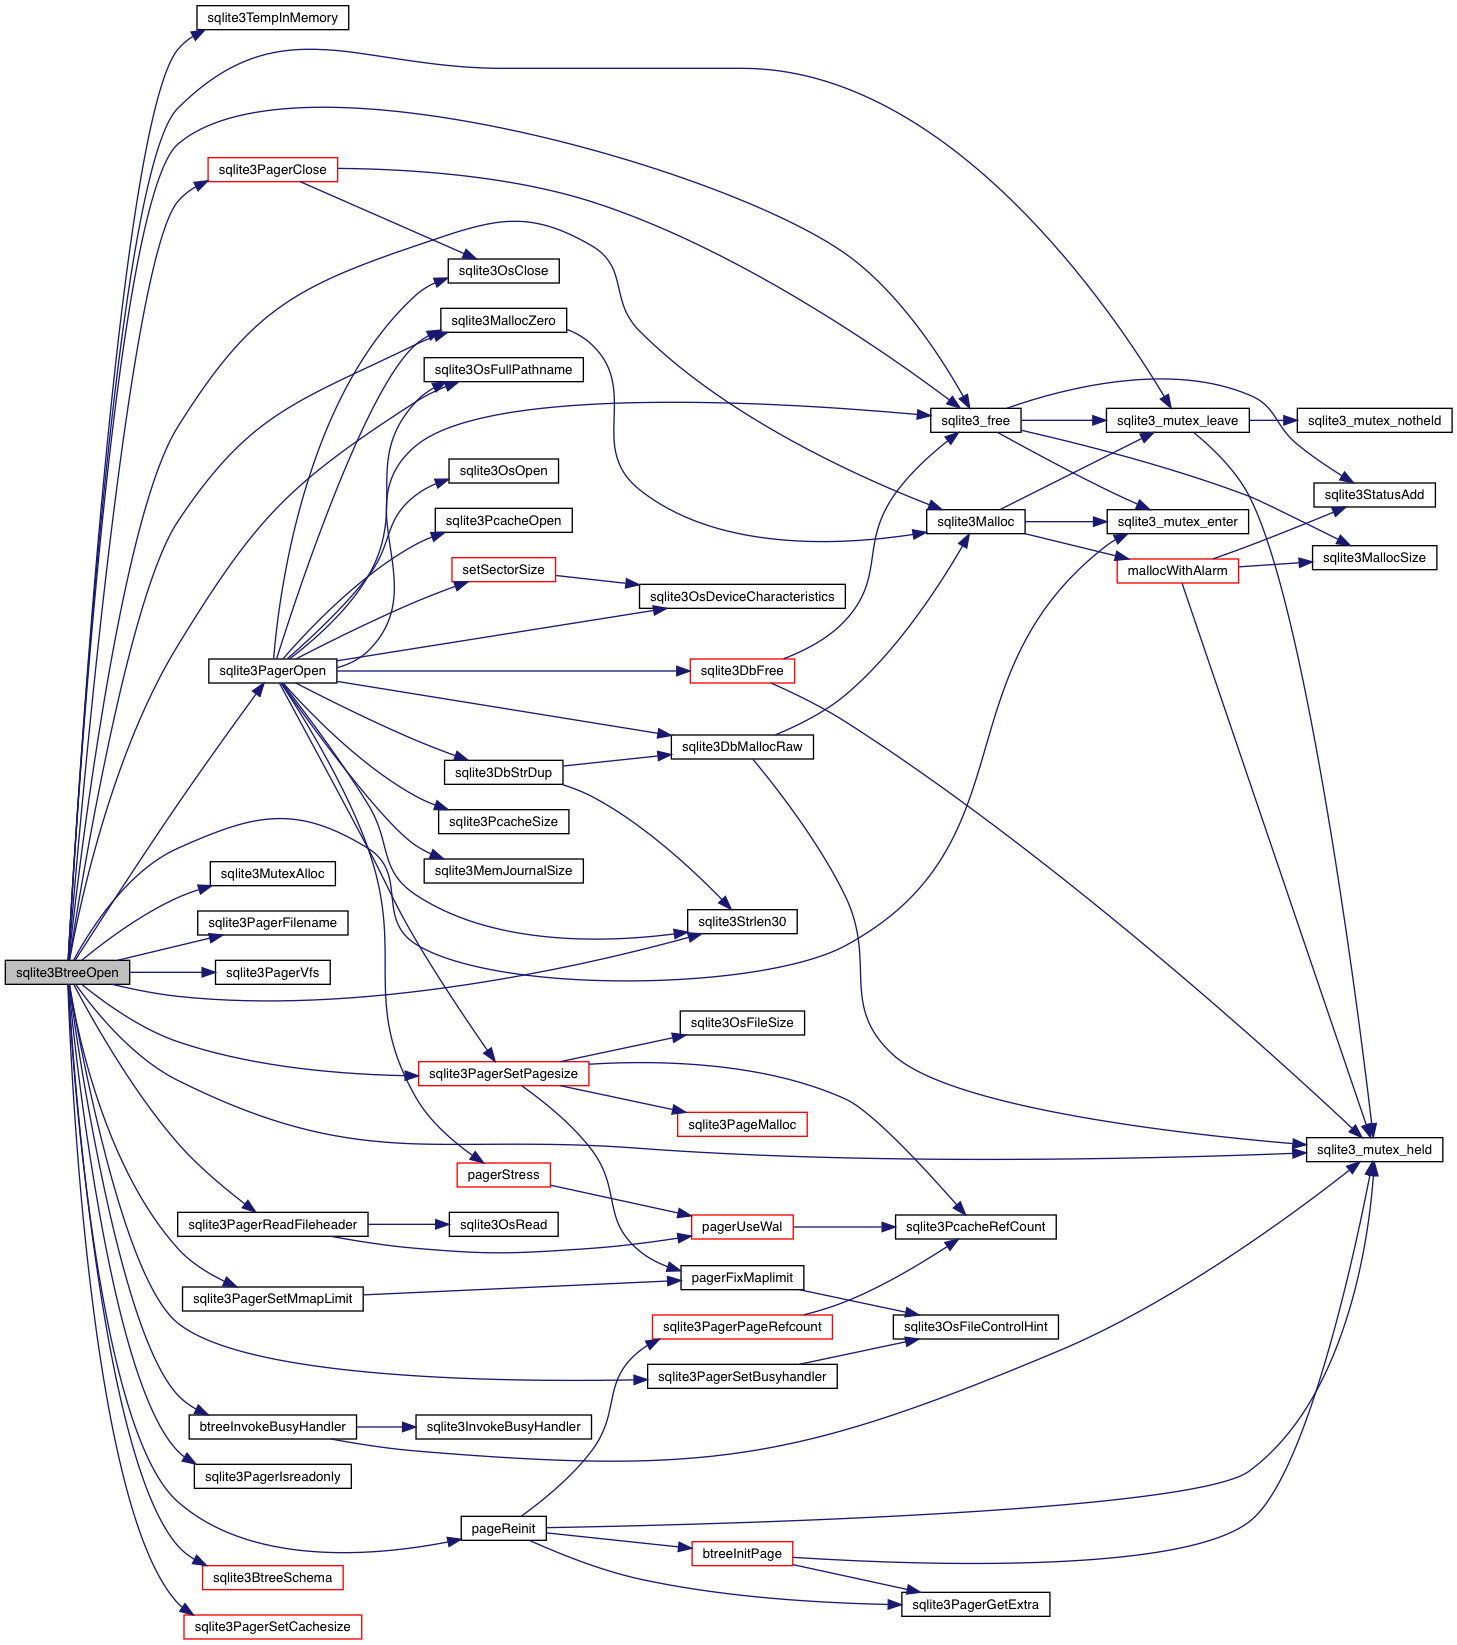 sqlite3TempInMemory
sqlite3PagerClose
sqlite3OsClose
sqlite3MallocZero
sqlite3OsFullPathname
sqlite3_free
sqlite3_mutex_leave
sqlite3_mutex_notheld
sqlite3OsOpen
sqlite3StatusAdd
sqlite3PcacheOpen
sqlite3Malloc
sqlite3_mutex_enter
sqlite3MallocSize
setSectorSize
mallocWithAlarm
sqlite3OsDeviceCharacteristics
sqlite3PagerOpen
sqlite3DbFree
sqlite3DbMallocRaw
sqlite3DbStrDup
sqlite3PcacheSize
sqlite3MemJournalSize
sqlite3MutexAlloc
sqlite3PagerFilename
sqlite3Strlen30
sqlite3BtreeOpen
sqlite3PagerVfs
sqlite3OsFileSize
sqlite3PagerSetPagesize
sqlite3PageMalloc
sqlite3_mutex_held
pagerStress
sqlite3PagerReadFileheader
sqlite3OsRead
pagerUseWal
sqlite3PcacheRefCount
pagerFixMaplimit
sqlite3PagerSetMmapLimit
sqlite3PagerPageRefcount
sqlite3OsFileControlHint
sqlite3PagerSetBusyhandler
btreeInvokeBusyHandler
sqlite3InvokeBusyHandler
sqlite3PagerIsreadonly
pageReinit
btreeInitPage
sqlite3BtreeSchema
sqlite3PagerGetExtra
sqlite3PagerSetCachesize